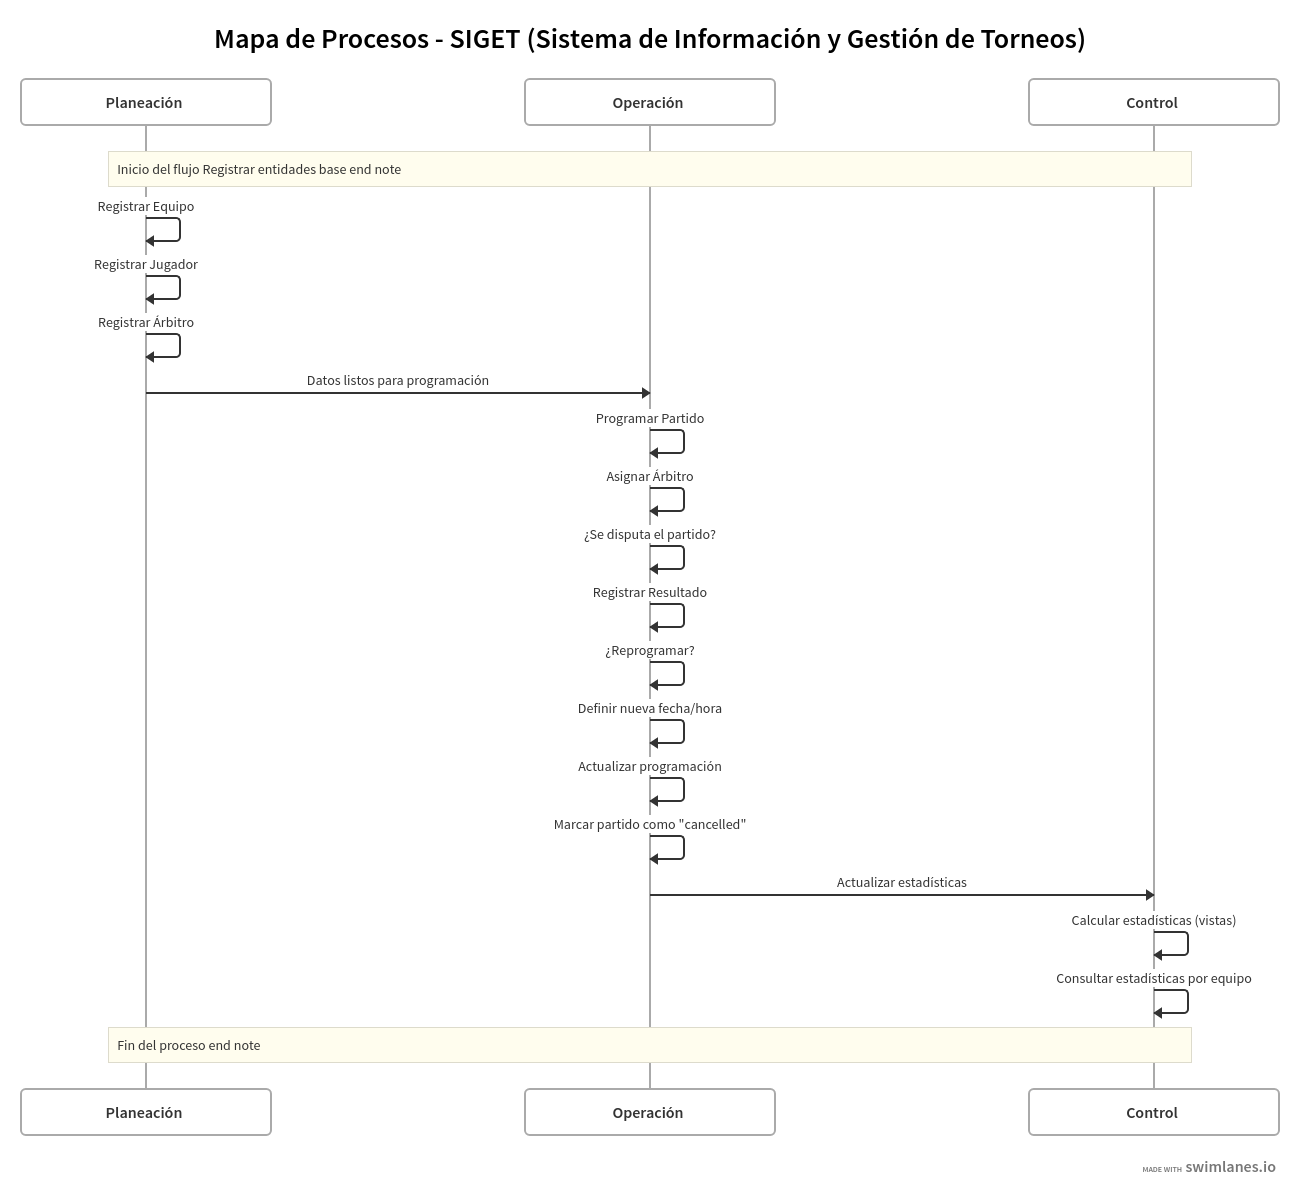 Mapa de Procesos - SIGET (Sistema de Información y Gestión de Torneos)
Planeación
Operación
Control
Inicio del flujo Registrar entidades base end note
Registrar Equipo
Registrar Jugador
Registrar Árbitro
Datos listos para programación
Programar Partido
Asignar Árbitro
¿Se disputa el partido?
Registrar Resultado
¿Reprogramar?
Definir nueva fecha/hora
Actualizar programación
Marcar partido como "cancelled"
Actualizar estadísticas
Calcular estadísticas (vistas)
Consultar estadísticas por equipo
Fin del proceso end note
Planeación
Operación
Control
MADE WITH swimlanes.io